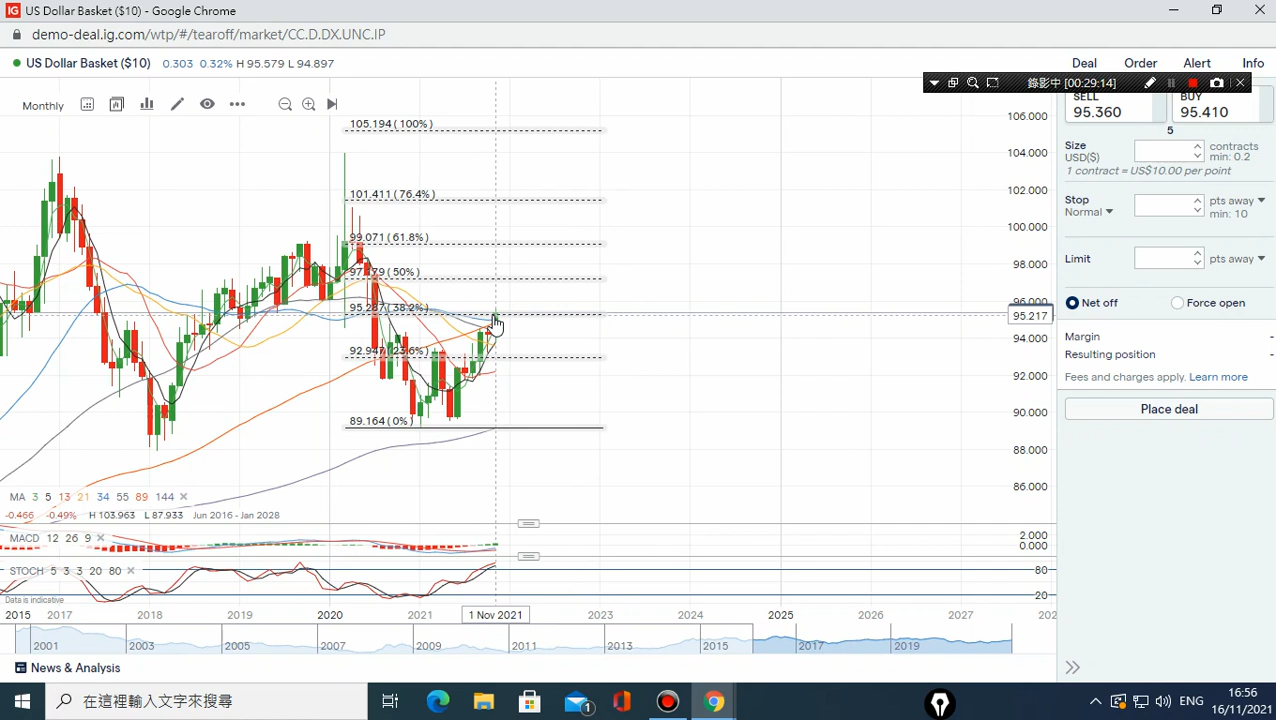 IG US Dollar Basket ($10) - Google Chrome
demo-deal.ig.com/wtp/#/tearoff/market/CC.D.DX.UNC.IP
US Dollar Basket ($10) 0.303 0.32% H 95.579 L 94.897
Deal Order Alert Info
錄影中 [00:29:14]
Monthly
SELL
95.360
BUY
95.410
5
Size
USD($)
contracts
min: 0.2
1 contract = US$10.00 per point
Stop
Normal
pts away
min: 10
Limit
pts away
Net off
Force open
Margin -
Resulting position -
Fees and charges apply. Learn more
Place deal
105.194 (100%)
101.411 (76.4%)
99.071 (61.8%)
(50%)
95.287 (38.2%)
92.947 (23.6%)
89.164 (0%)
106.000
104.000
102.000
100.000
98.000
96.000
95.217
94.000
92.000
90.000
88.000
86.000
MA 3 5 13 21 34 55 89 144
-0.466 -0.49% H 103.963 L 87.933 Jun 2016 - Jan 2028
MACD 12 26 9
2.000
0.000
STOCH 5 3 3 20 80
80
20
Data is indicative
2015 2017 2018 2019 2020 2021 1 Nov 2021 2023 2024 2025 2026 2027 202
2001 2003 2005 2007 2009 2011 2013 2015 2017 2019
News & Analysis
在這裡輸入文字來搜尋
1
ENG
16:56
16/11/2021